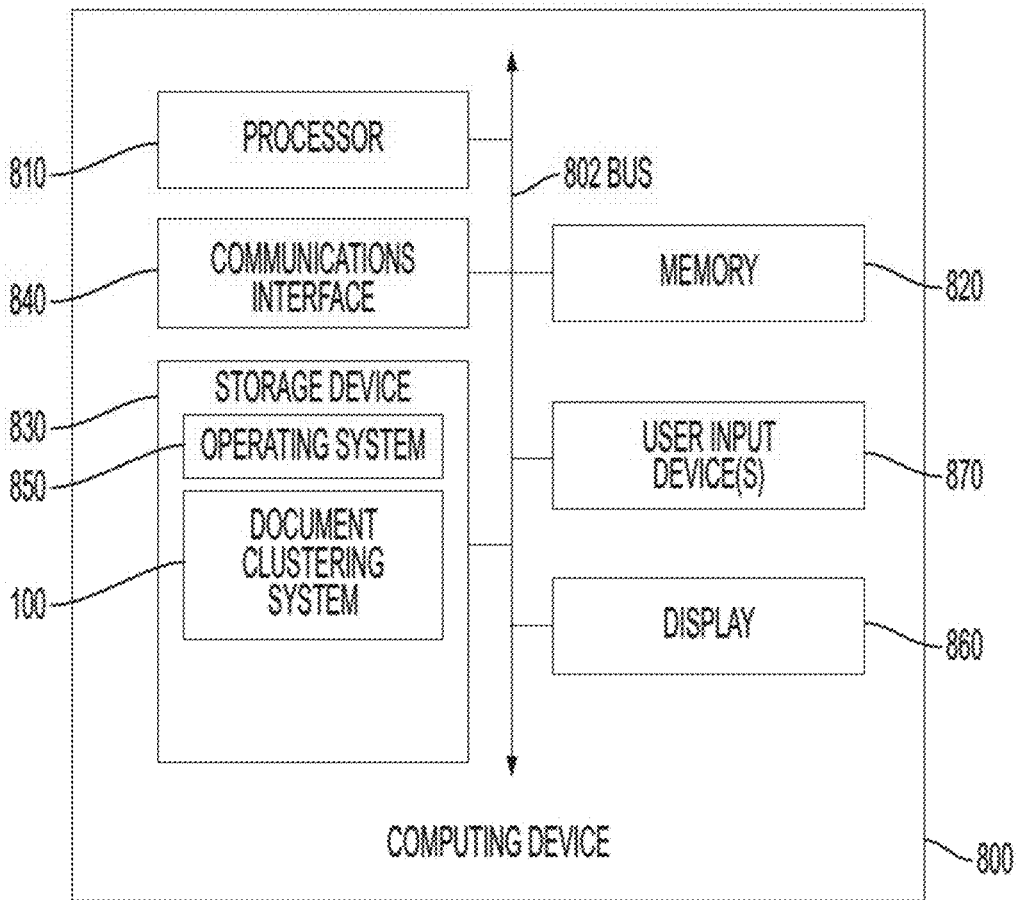 PROCESSOR
810
802 BUS
COMMUNICATIONS
INTERFACE
840
MEMORY
820
STORAGE DEVICE
830
OPERATING SYSTEM
850
USER INPUT
DEVICE(S)
870
DOCUMENT
CLUSTERING
SYSTEM
100
DISPLAY
860
COMPUTING DEVICE
800